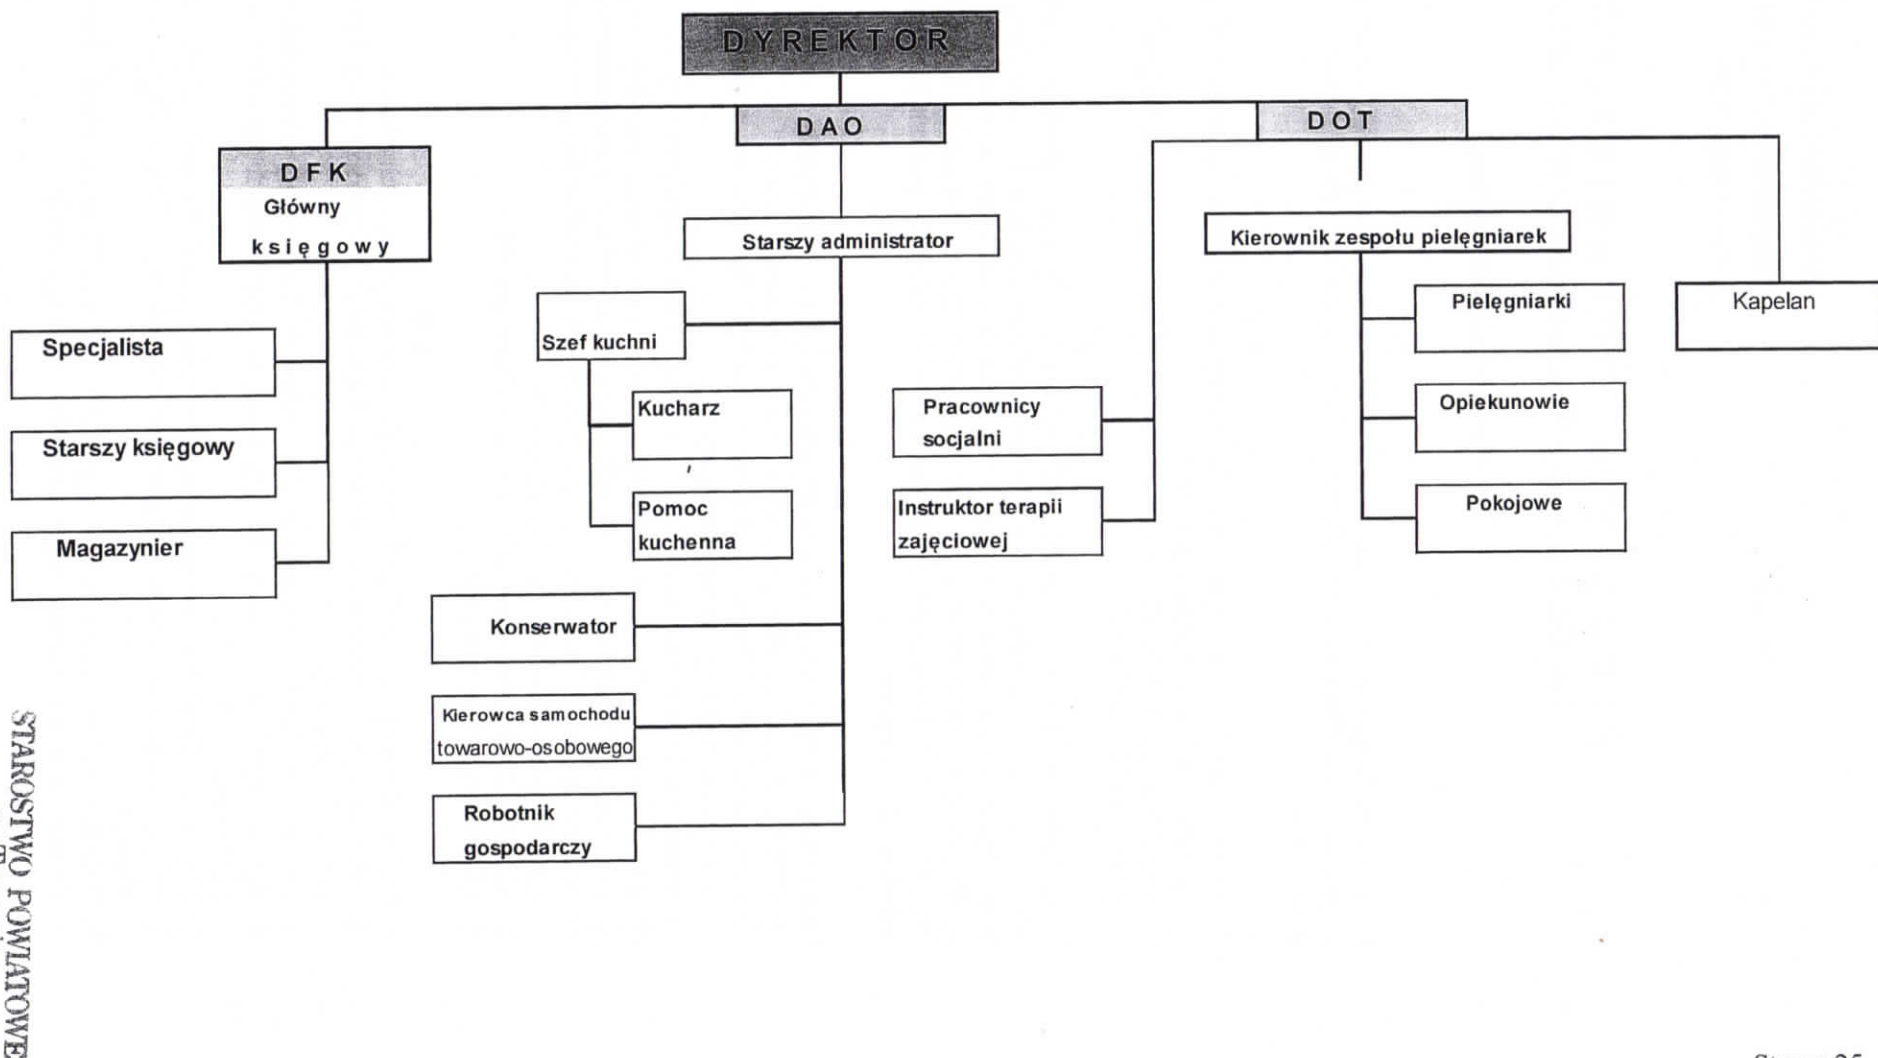 DYREKTOR
DAO
DOT
DFK
Główny
księgowy
Starszy administrator
Kierownik zespołu pielęgniarek
Szef kuchni
Pielęgniarki
Kapelan
Specjalista
Kucharz
Pracownicy
socjalni
Opiekunowie
Starszy księgowy
Pomoc
kuchenna
Instruktor terapii
zajęciowej
Pokojowe
Magazynier
Konserwator
Kierowca samochodu
towarowo-osobowego
Robotnik
gospodarczy
STAROSTWO POWIATOWE